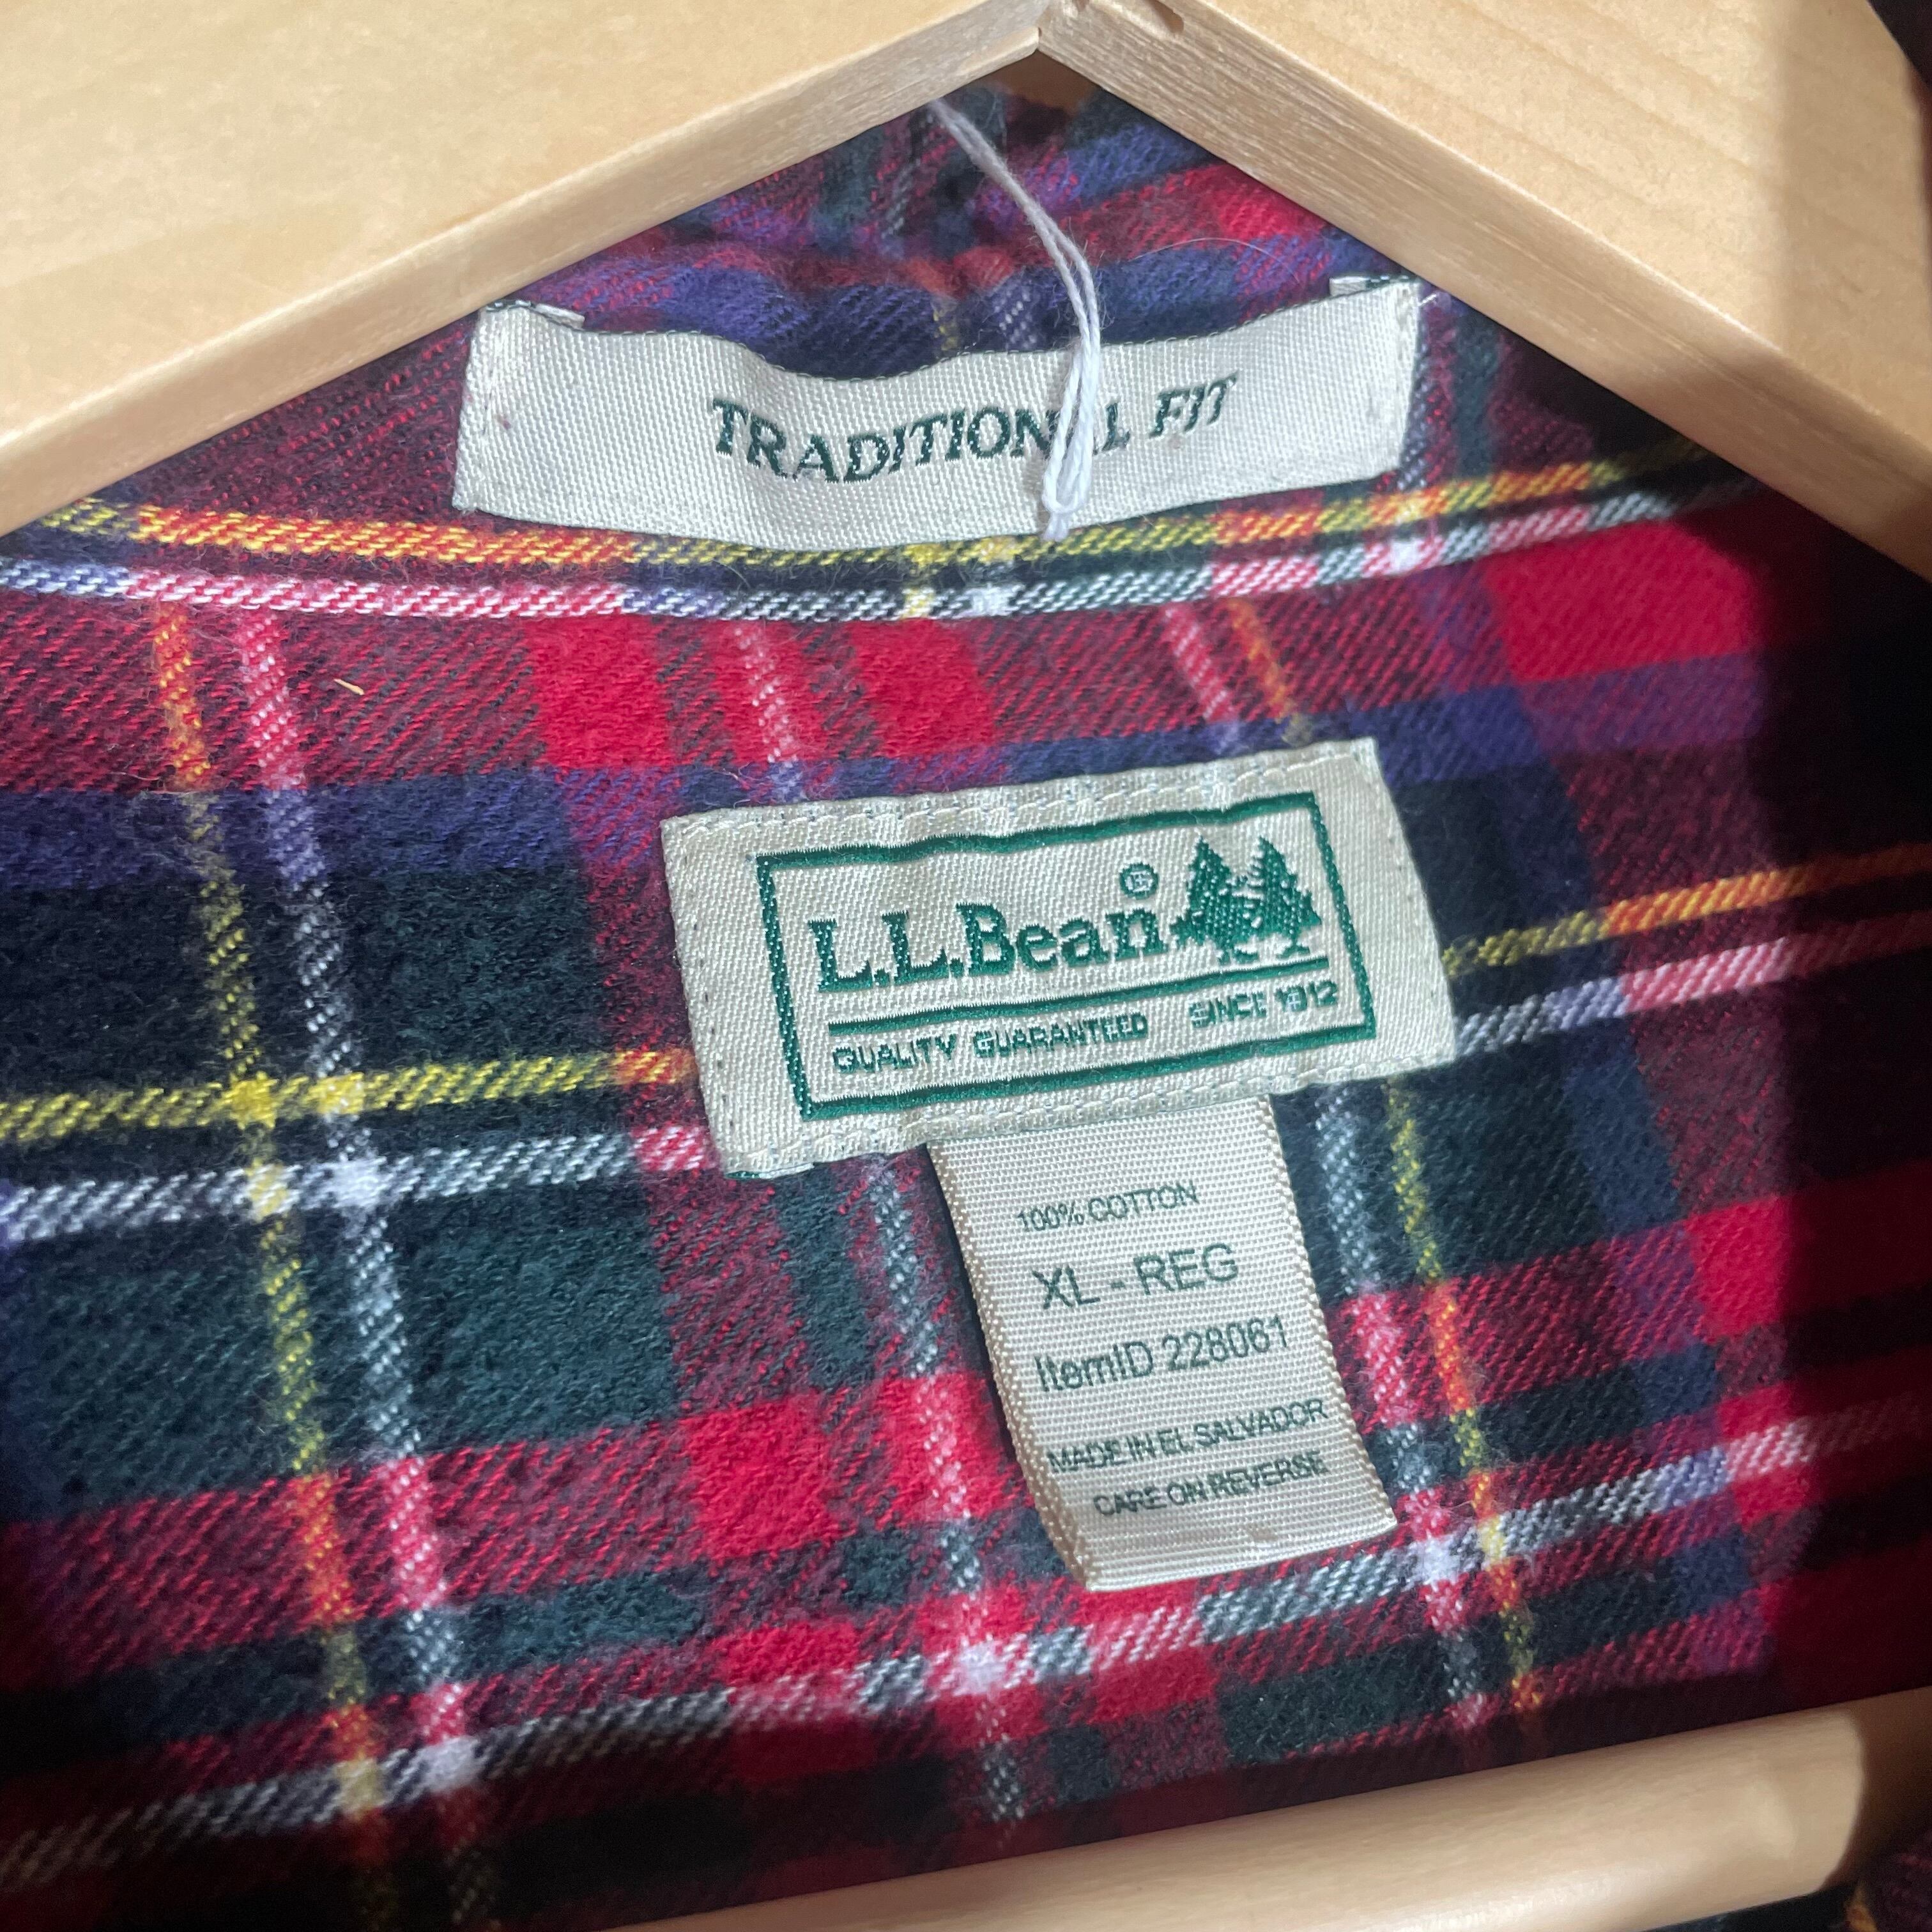 TRADITIONAL FIT
L.L.Bean®
QUALITY GUARANTEED SINCE 1912
100% COTTON
XL - REG
ItemID 228061
MADE IN EL SALVADOR
CARE ON REVERSE